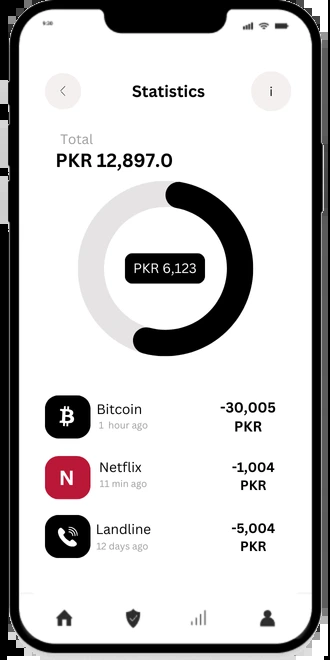 9:30
Statistics
i
Total
PKR 12,897.0
PKR 6,123
Bitcoin
1 hour ago
-30,005
PKR
N
Netflix
11 min ago
-1,004
PKR
Landline
12 days ago
-5,004
PKR